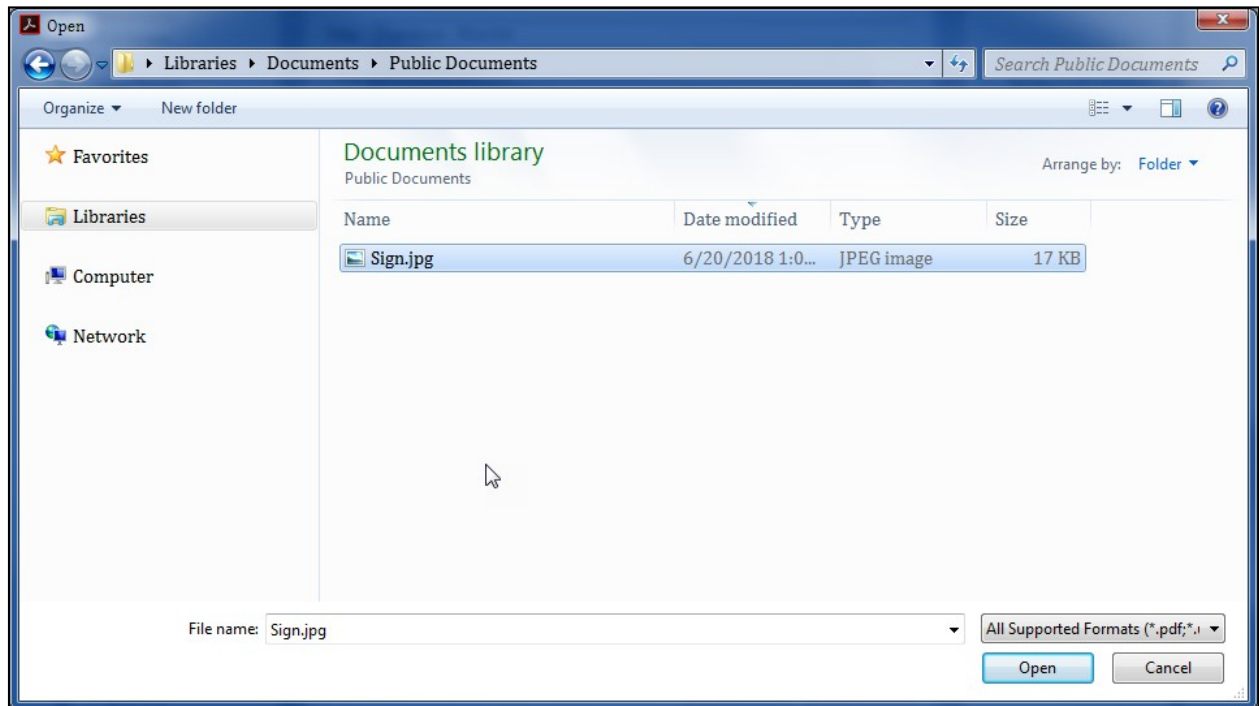 Open
Libraries Documents Public Documents Search Public Documents
Organize New folder
Favorites
Libraries
Computer
Network
Documents library
Public Documents
Arrange by: Folder
Name Date modified Type Size
Sign.jpg 6/20/2018 1:0... JPEG image 17 KB
File name: Sign.jpg All Supported Formats (*.pdf;*.
Open Cancel